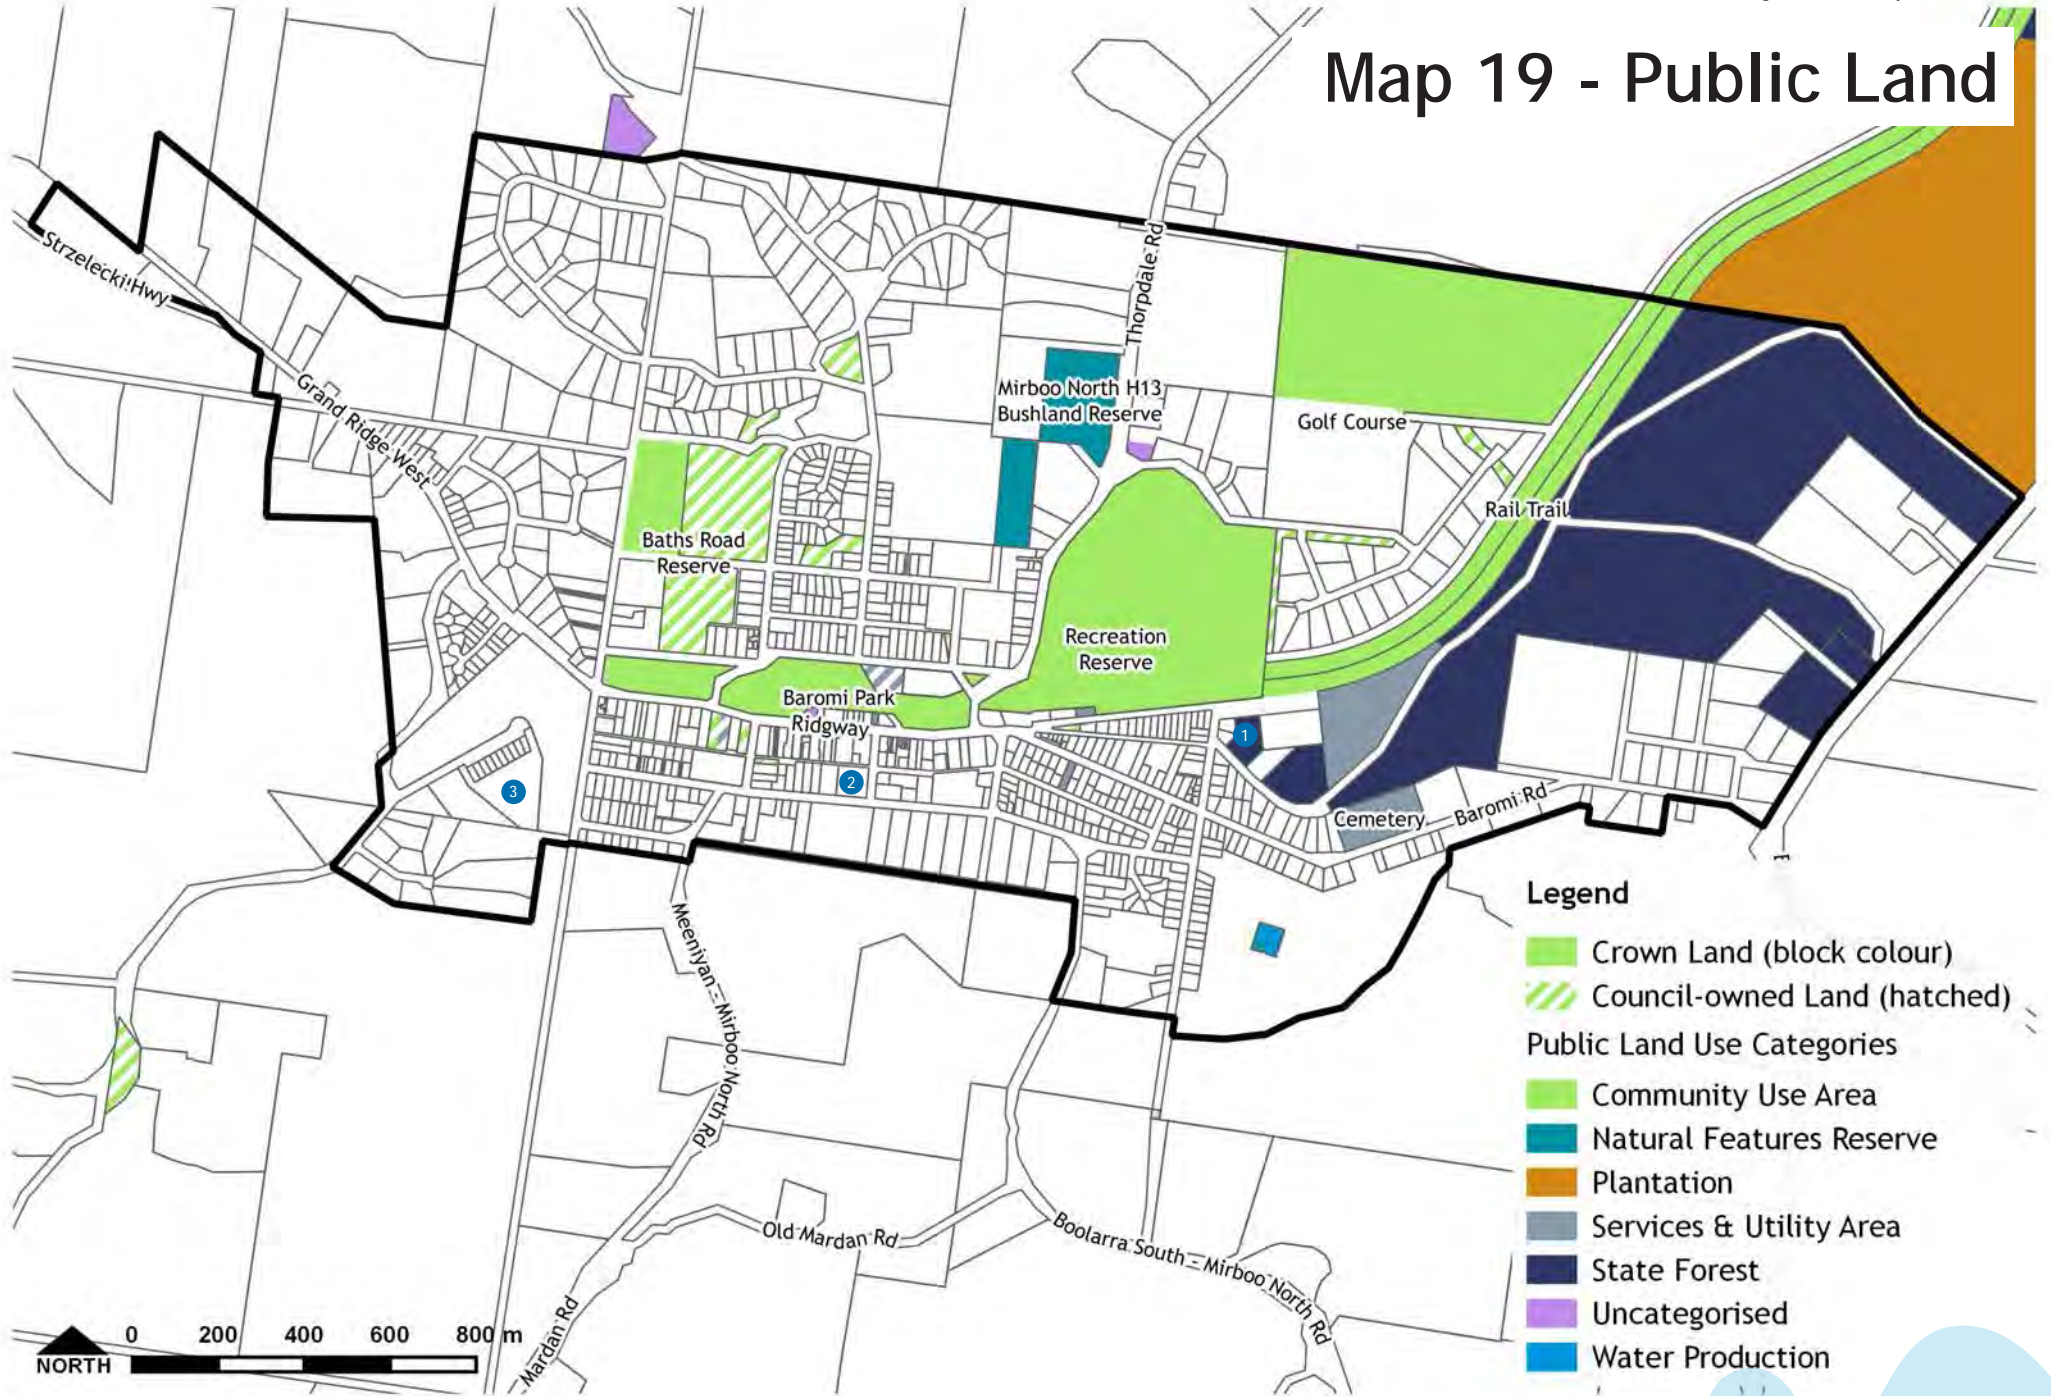 Map 19 - Public Land
Strzelecki Hwy
Thorpdale Rd
Grand Ridge West
Mirboo North H13
Bushland Reserve
Golf Course
Rail Trail
Baths Road
Reserve
Recreation
Reserve
Baromi Park
Ridgway
1
2
3
Cemetery
Baromi Rd
Meeniyan - Mirboo North Rd
Old Mardan Rd
Boolarra South - Mirboo North Rd
Mardan Rd
Legend
Crown Land (block colour)
Council-owned Land (hatched)
Public Land Use Categories
Community Use Area
Natural Features Reserve
Plantation
Services & Utility Area
State Forest
Uncategorised
Water Production
0 200 400 600 800 m
NORTH